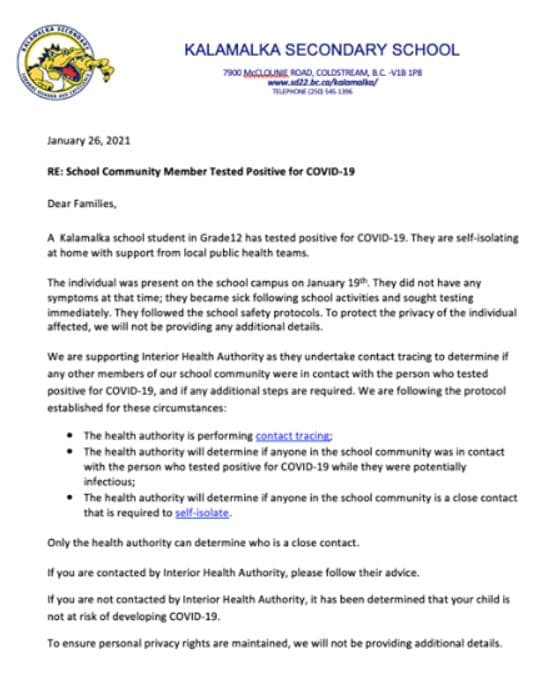 KALAMALKA SECONDARY
KALAMALKA SECONDARY SCHOOL
7900 McCLOUNIE ROAD, COLDSTREAM, B.C. -V1B 1P8
www.sd22.bc.ca/kalamalka/
TELEPHONE (250) 545-1396
January 26, 2021
RE: School Community Member Tested Positive for COVID-19
Dear Families,
A Kalamalka school student in Grade12 has tested positive for COVID-19. They are self-isolating
at home with support from local public health teams.
The individual was present on the school campus on January 19th. They did not have any
symptoms at that time; they became sick following school activities and sought testing
immediately. They followed the school safety protocols. To protect the privacy of the individual
affected, we will not be providing any additional details.
We are supporting Interior Health Authority as they undertake contact tracing to determine if
any other members of our school community were in contact with the person who tested
positive for COVID-19, and if any additional steps are required. We are following the protocol
established for these circumstances:
• The health authority is performing contact tracing;
• The health authority will determine if anyone in the school community was in contact
with the person who tested positive for COVID-19 while they were potentially
infectious;
• The health authority will determine if anyone in the school community is a close contact
that is required to self-isolate.
Only the health authority can determine who is a close contact.
If you are contacted by Interior Health Authority, please follow their advice.
If you are not contacted by Interior Health Authority, it has been determined that your child is
not at risk of developing COVID-19.
To ensure personal privacy rights are maintained, we will not be providing additional details.